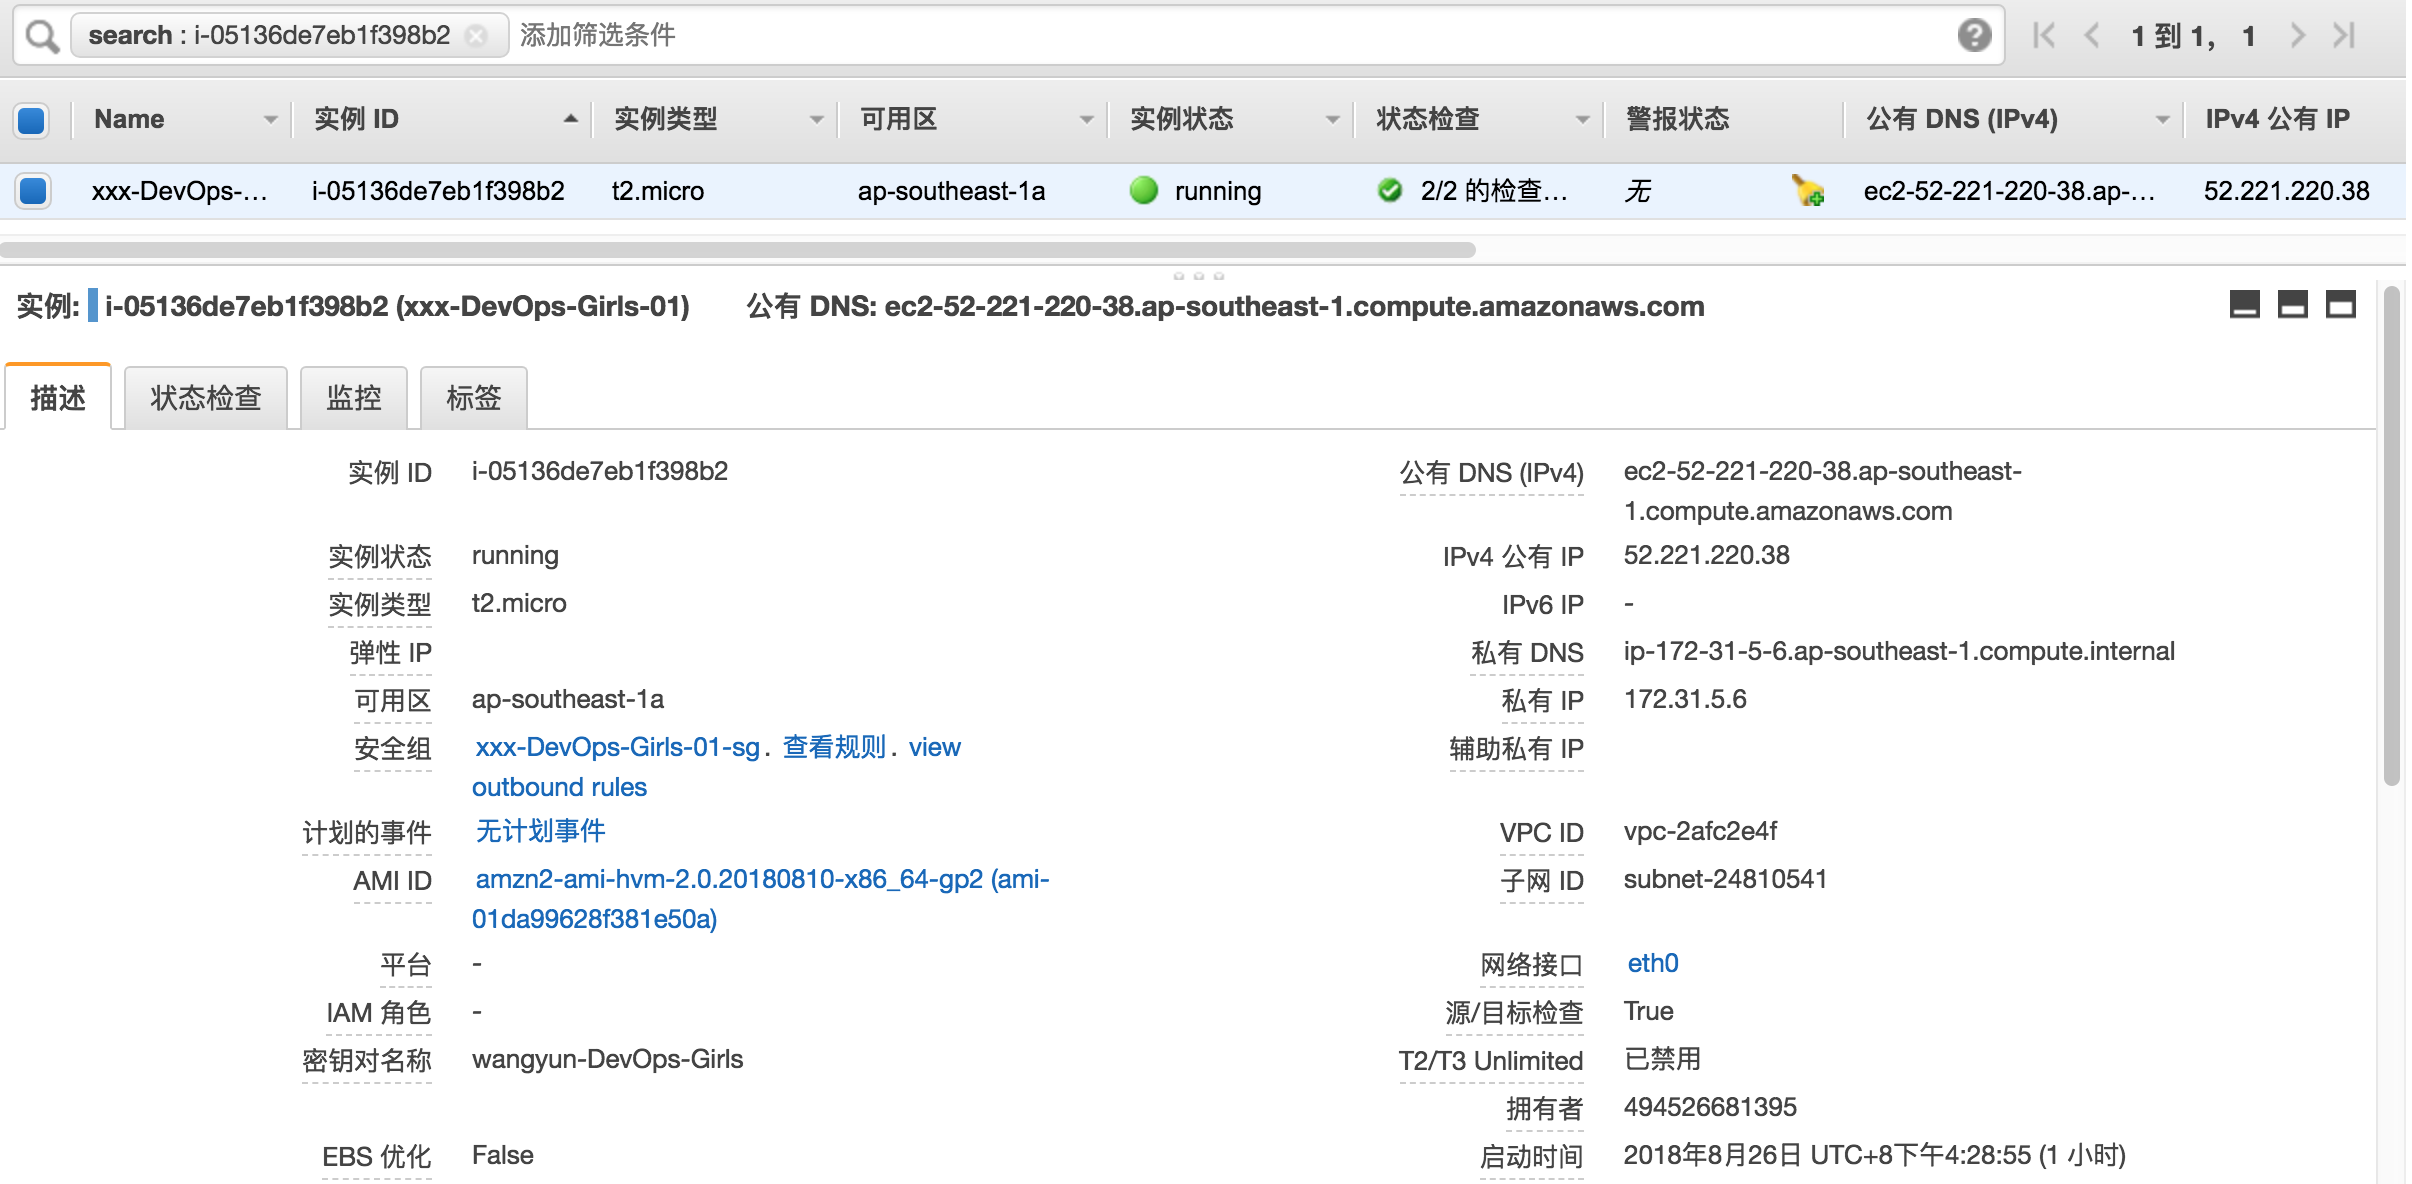 search : i-05136de7eb1f398b2 添加筛选条件 1 到 1, 1
Name 实例 ID 实例类型 可用区 实例状态 状态检查 警报状态 公有 DNS (IPv4) IPv4 公有 IP
xxx-DevOps-... i-05136de7eb1f398b2 t2.micro ap-southeast-1a running 2/2 的检查... 无 ec2-52-221-220-38.ap-... 52.221.220.38
实例: i-05136de7eb1f398b2 (xxx-DevOps-Girls-01) 公有 DNS: ec2-52-221-220-38.ap-southeast-1.compute.amazonaws.com
描述 状态检查 监控 标签
实例 ID i-05136de7eb1f398b2 公有 DNS (IPv4) ec2-52-221-220-38.ap-southeast-
1.compute.amazonaws.com
实例状态 running IPv4 公有 IP 52.221.220.38
实例类型 t2.micro IPv6 IP -
弹性 IP 私有 DNS ip-172-31-5-6.ap-southeast-1.compute.internal
可用区 ap-southeast-1a 私有 IP 172.31.5.6
安全组 xxx-DevOps-Girls-01-sg. 查看规则. view 辅助私有 IP
outbound rules
计划的事件 无计划事件 VPC ID vpc-2afc2e4f
AMI ID amzn2-ami-hvm-2.0.20180810-x86_64-gp2 (ami- 子网 ID subnet-24810541
01da99628f381e50a)
平台 - 网络接口 eth0
IAM 角色 - 源/目标检查 True
密钥对名称 wangyun-DevOps-Girls T2/T3 Unlimited 已禁用
拥有者 494526681395
EBS 优化 False 启动时间 2018年8月26日 UTC+8下午4:28:55 (1 小时)